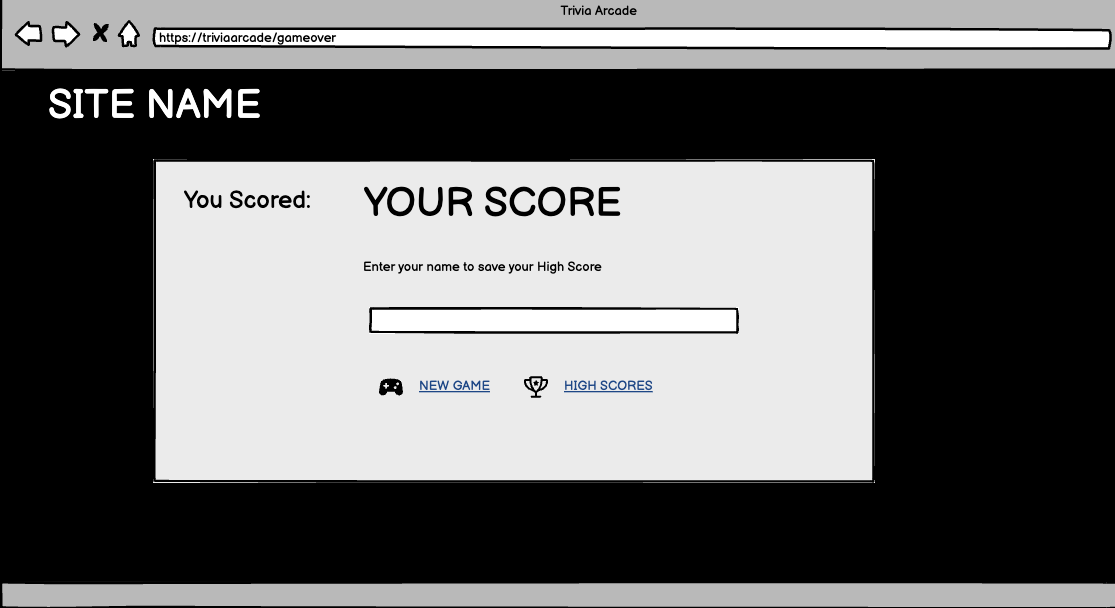 Trivia Arcade
https://triviaarcade/gameover
SITE NAME
You Scored: YOUR SCORE
Enter your name to save your High Score
NEW GAME HIGH SCORES